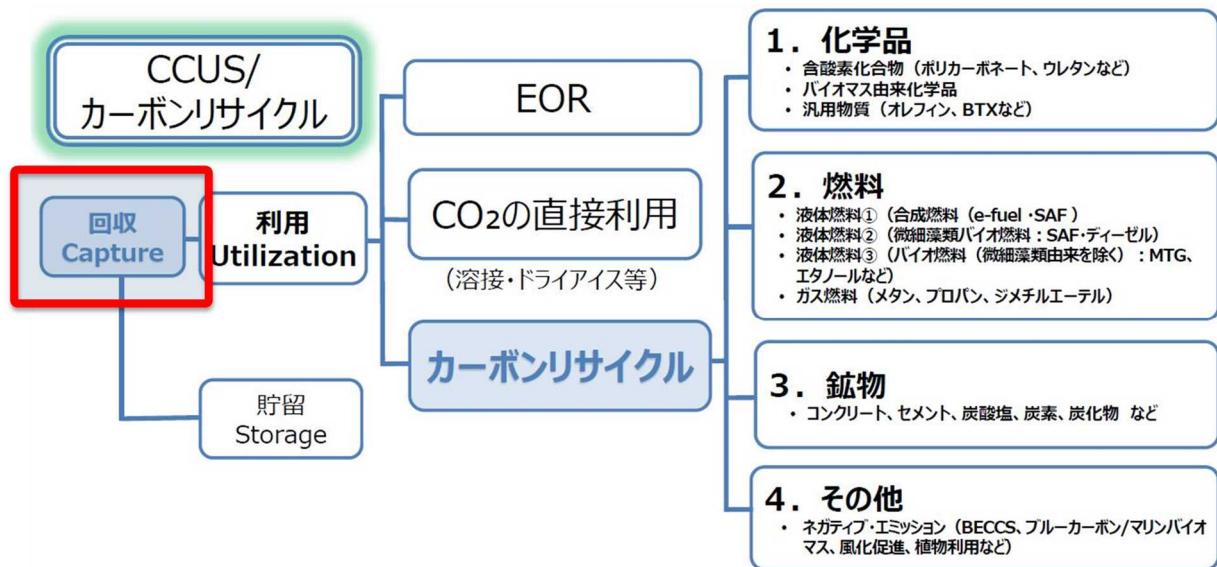 CCUS/
カーボンリサイクル
回収
Capture
利用
Utilization
貯留
Storage
EOR
CO₂の直接利用
（溶接・ドライアイス等）
カーボンリサイクル
１．化学品
・ 含酸素化合物（ポリカーボネート、ウレタンなど）
・ バイオマス由来化学品
・ 汎用物質（オレフィン、BTXなど）
２．燃料
・ 液体燃料①（合成燃料（e-fuel・SAF）
・ 液体燃料②（微細藻類バイオ燃料：SAF・ディーゼル）
・ 液体燃料③（バイオ燃料（微細藻類由来を除く）：MTG、
エタノールなど）
・ ガス燃料（メタン、プロパン、ジメチルエーテル）
３．鉱物
・ コンクリート、セメント、炭酸塩、炭素、炭化物 など
４．その他
・ ネガティブ・エミッション（BECCS、ブルーカーボン/マリンバイオ
マス、風化促進、植物利用など）